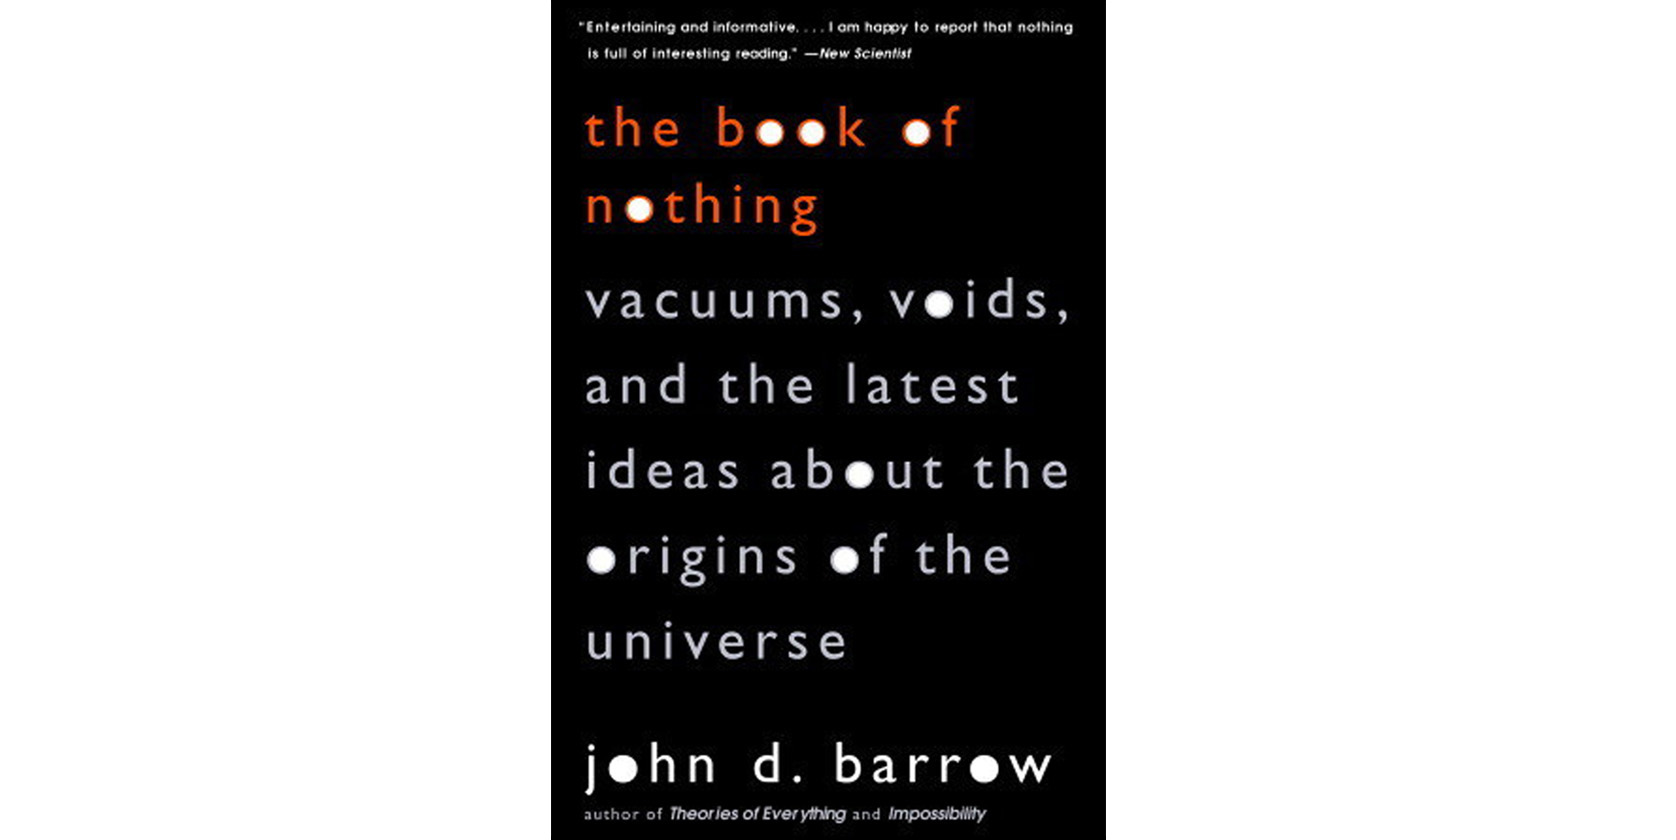 "Entertaining and informative. . . . I am happy to report that nothing
is full of interesting reading." —New Scientist
the book of
nothing
vacuums, voids,
and the latest
ideas about the
origins of the
universe
john d. barrow
author of Theories of Everything and Impossibility